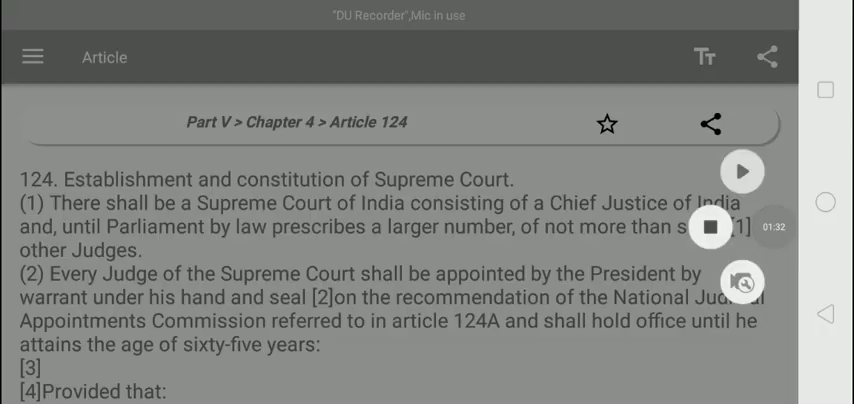 "DU Recorder",Mic in use
Article
Part V > Chapter 4 > Article 124
124. Establishment and constitution of Supreme Court.
(1) There shall be a Supreme Court of India consisting of a Chief Justice of India
and, until Parliament by law prescribes a larger number, of not more than [1]
01:32
other Judges.
(2) Every Judge of the Supreme Court shall be appointed by the President by
warrant under his hand and seal [2]on the recommendation of the National
Appointments Commission referred to in article 124A and shall hold office until he
attains the age of sixty-five years:
[3]
[4]Provided that: